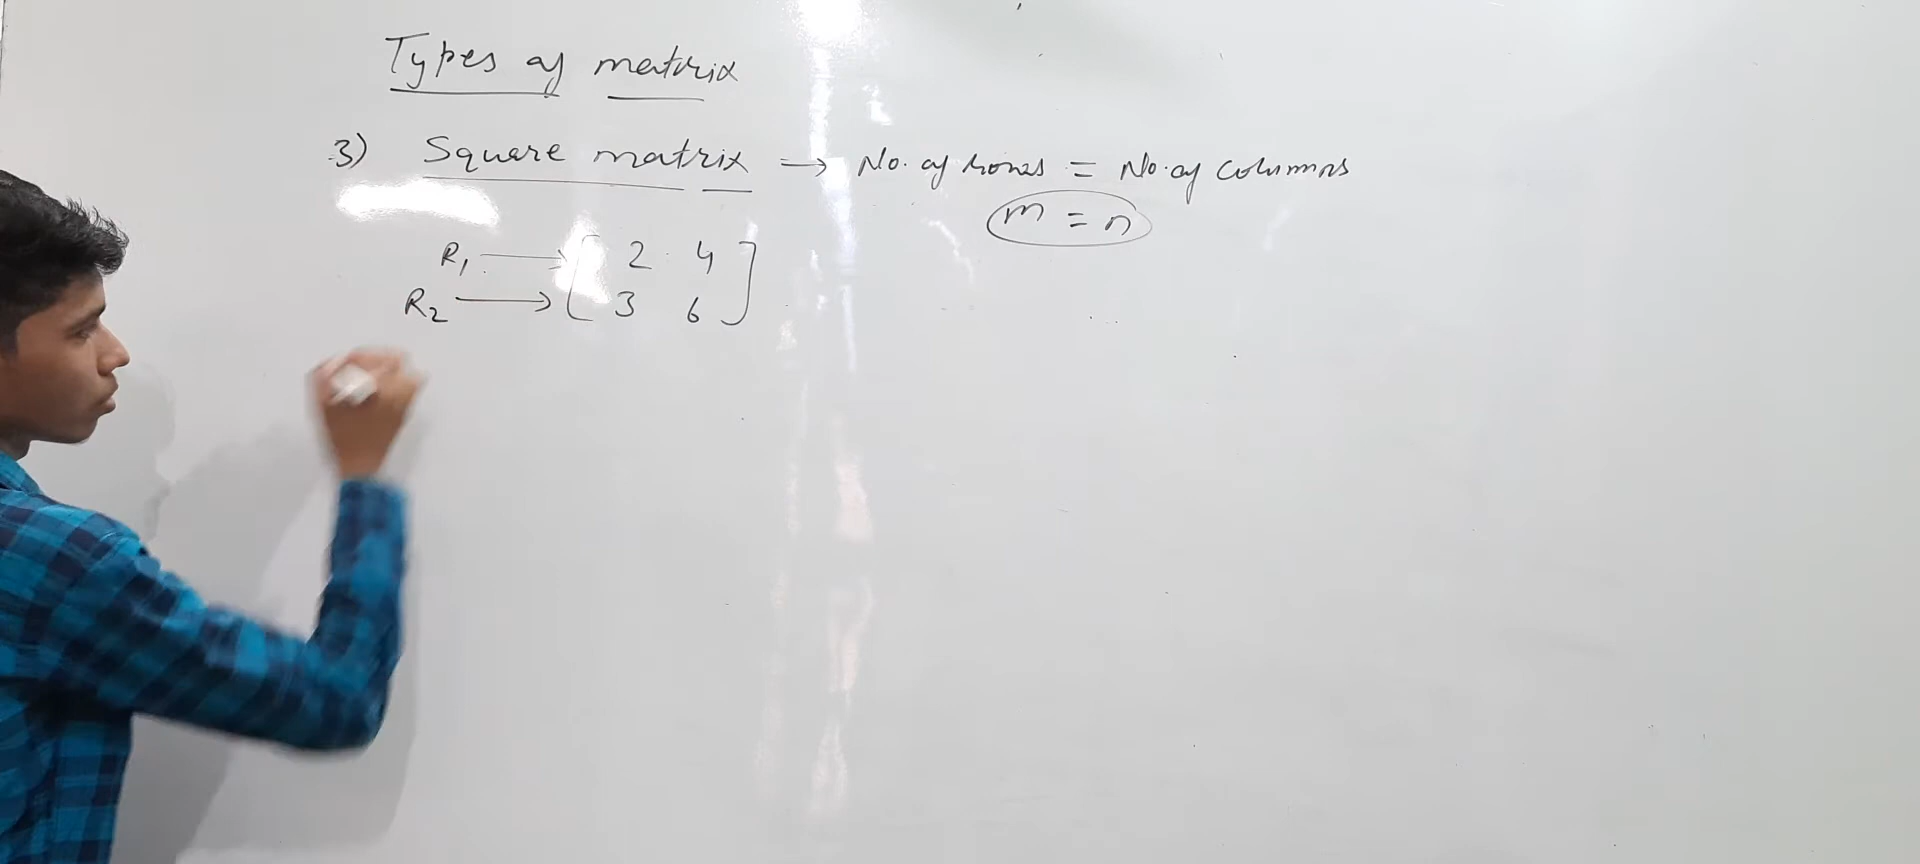 Types of matrix
3) Square matrix → No. of rows = No. of columns
m = n
R1 → [ 2 4 ]
R2 → [ 3 6 ]